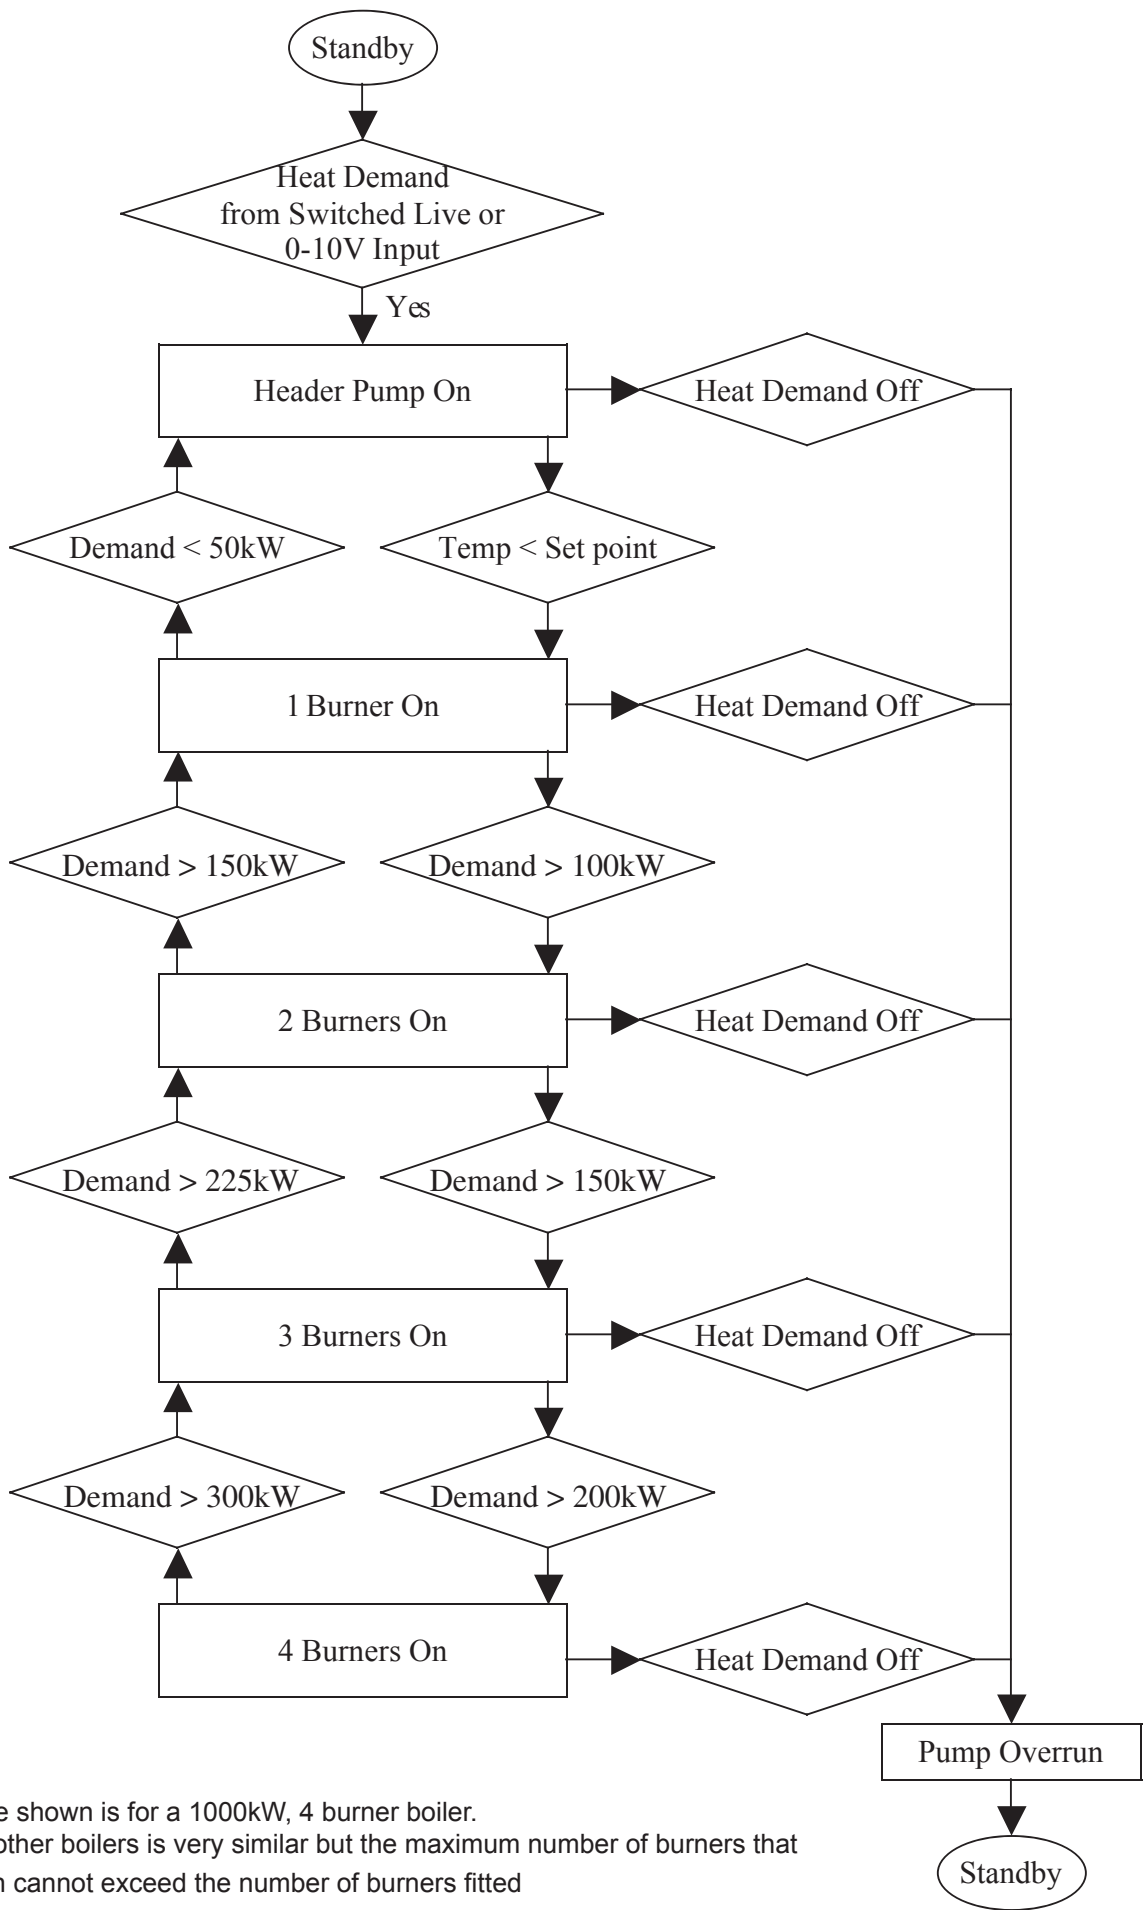 Standby
Heat Demand
from Switched Live or
0-10V Input
Yes
Header Pump On
Heat Demand Off
Demand < 50kW
Temp < Set point
1 Burner On
Heat Demand Off
Demand > 150kW
Demand > 100kW
2 Burners On
Heat Demand Off
Demand > 225kW
Demand > 150kW
3 Burners On
Heat Demand Off
Demand > 300kW
Demand > 200kW
4 Burners On
Heat Demand Off
Pump Overrun
shown is for a 1000kW, 4 burner boiler.
other boilers is very similar but the maximum number of burners that
cannot exceed the number of burners fitted
Standby